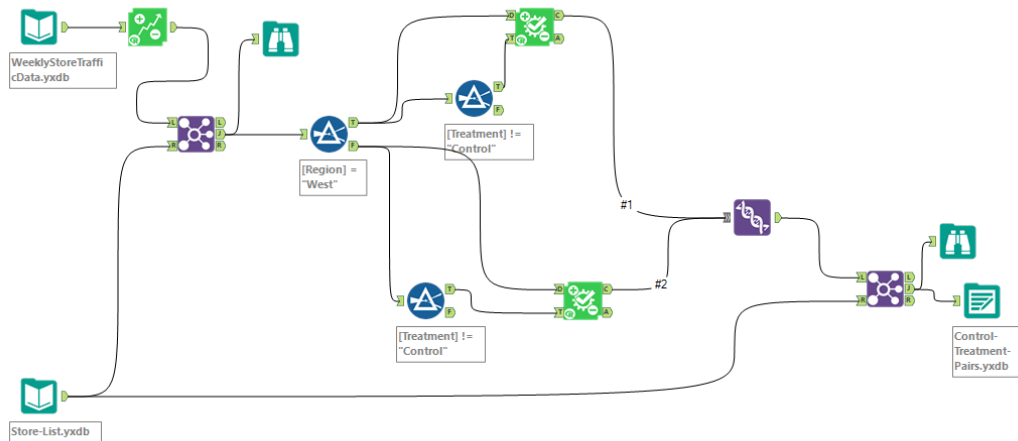 WeeklyStoreTraffi
cData.yxdb
D
C
T
A
T
F
[Treatment] !=
"Control"
L
L
J
R
R
T
F
[Region] =
"West"
#1
#2
D
C
T
A
T
F
[Treatment] !=
"Control"
L
L
J
R
R
Control-
Treatment-
Pairs.yxdb
Store-List.yxdb